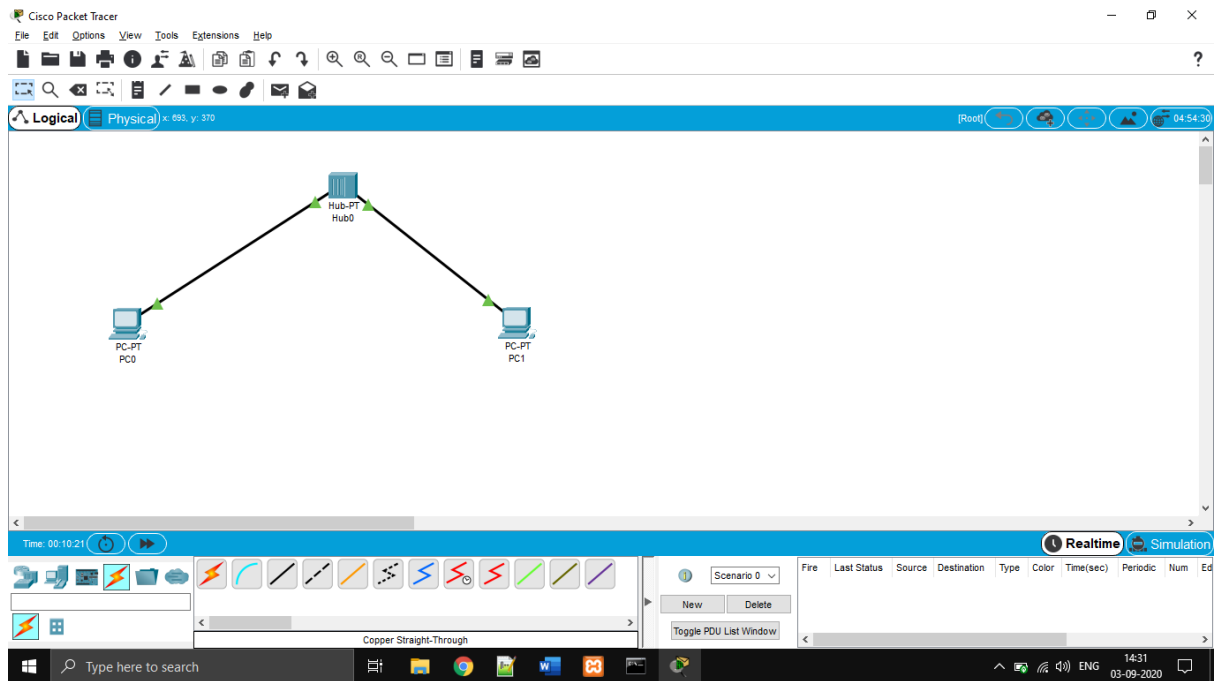 Cisco Packet Tracer
File Edit Options View Tools Extensions Help
?
Logical Physical x: 693, y: 370 [Root] 04:54:30
Hub-PT
Hub0
PC-PT
PC0
PC-PT
PC1
Time: 00:10:21 Realtime Simulation
Scenario 0 Fire Last Status Source Destination Type Color Time(sec) Periodic Num Ed
New Delete
Toggle PDU List Window
Copper Straight-Through
Type here to search ENG 14:31
03-09-2020